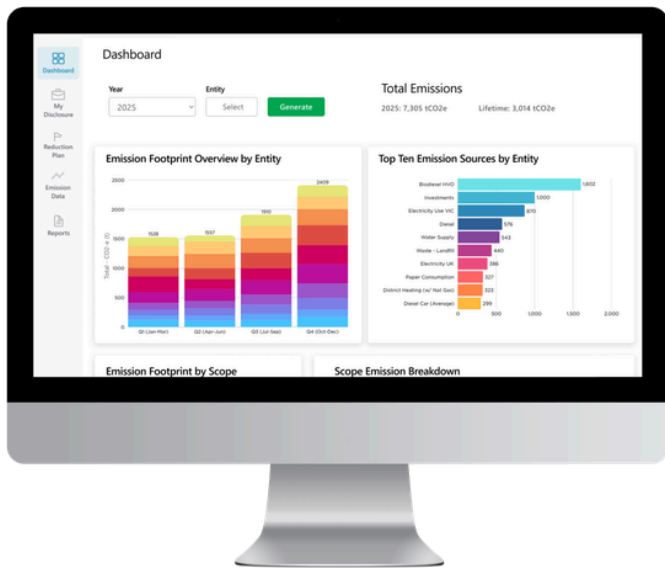 Dashboard
Dashboard
My
Disclosure
Reduction
Plan
Emission
Data
Reports
Year
2025
Entity
Select
Generate
Total Emissions
2025: 7,305 tCO2e
Lifetime: 3,014 tCO2e
Emission Footprint Overview by Entity
Total - CO2-e (t)
2500
2000
1500
1000
500
0
1528
1557
1910
2409
Q1 (Jan-Mar)
Q2 (Apr-Jun)
Q3 (Jul-Sep)
Q4 (Oct-Dec)
Top Ten Emission Sources by Entity
Biodiesel HVO 1,602
Investments 1,000
Electricity Use VIC 870
Diesel 576
Water Supply 543
Waste - Landfill 440
Electricity UK 386
Paper Consumption 327
District Heating (w/ Nat Gas) 323
Diesel Car (Average) 299
0 500 1,000 1,500 2,000
Emission Footprint by Scope
Scope Emission Breakdown